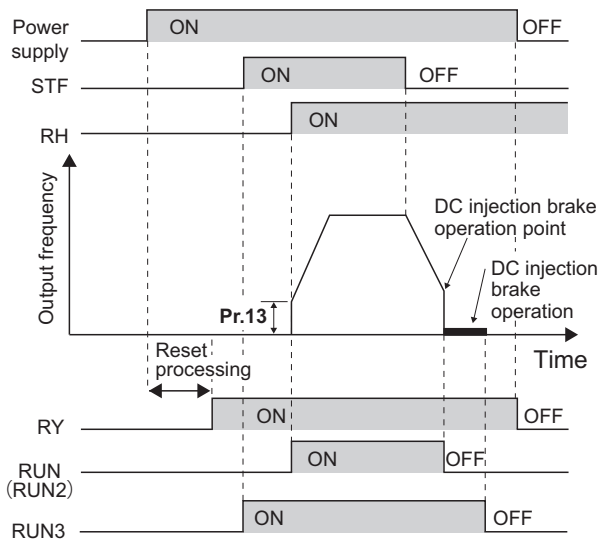 Power
supply
ON
OFF
STF
ON
OFF
RH
ON
Output frequency
DC injection brake
operation point
DC injection
brake
operation
Pr.13
Time
Reset
processing
RY
ON
OFF
RUN
(RUN2)
ON
OFF
RUN3
ON
OFF